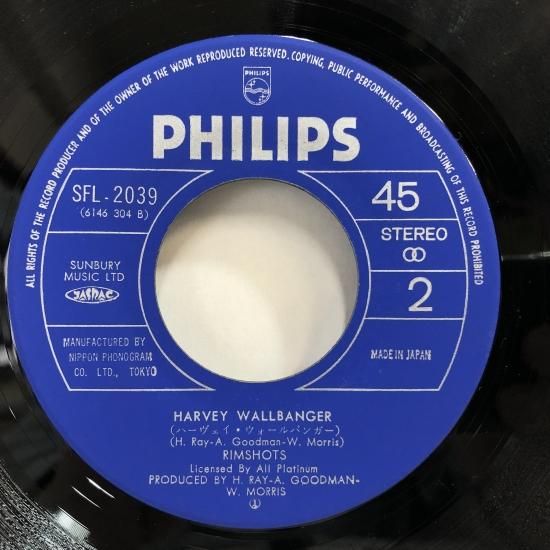 ALL RIGHTS OF THE RECORD PRODUCER AND OF THE OWNER OF THE WORK REPRODUCED RESERVED. COPYING, PUBLIC PERFORMANCE AND BROADCASTING OF THIS RECORD PROHIBITED
PHILIPS
PHILIPS
SFL-2039
(6146 304 B)
45
STEREO
2
SUNBURY
MUSIC LTD
JASRAC
MANUFACTURED BY
NIPPON PHONOGRAM
CO. LTD., TOKYO
MADE IN JAPAN
HARVEY WALLBANGER
(ハーヴェイ・ウォールバンガー)
(H. Ray-A. Goodman-W. Morris)
RIMSHOTS
Licensed By All Platinum
PRODUCED BY H. RAY-A. GOODMAN-
W. MORRIS